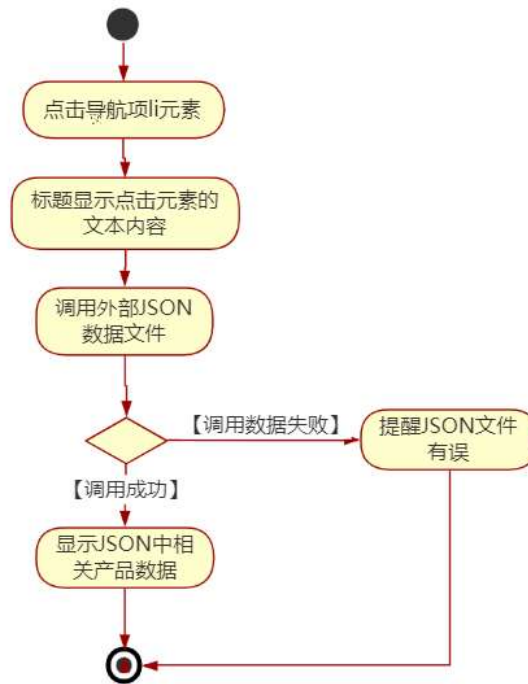 点击导航项li元素
标题显示点击元素的
文本内容
调用外部JSON
数据文件
【调用数据失败】
提醒JSON文件
有误
【调用成功】
显示JSON中相
关产品数据